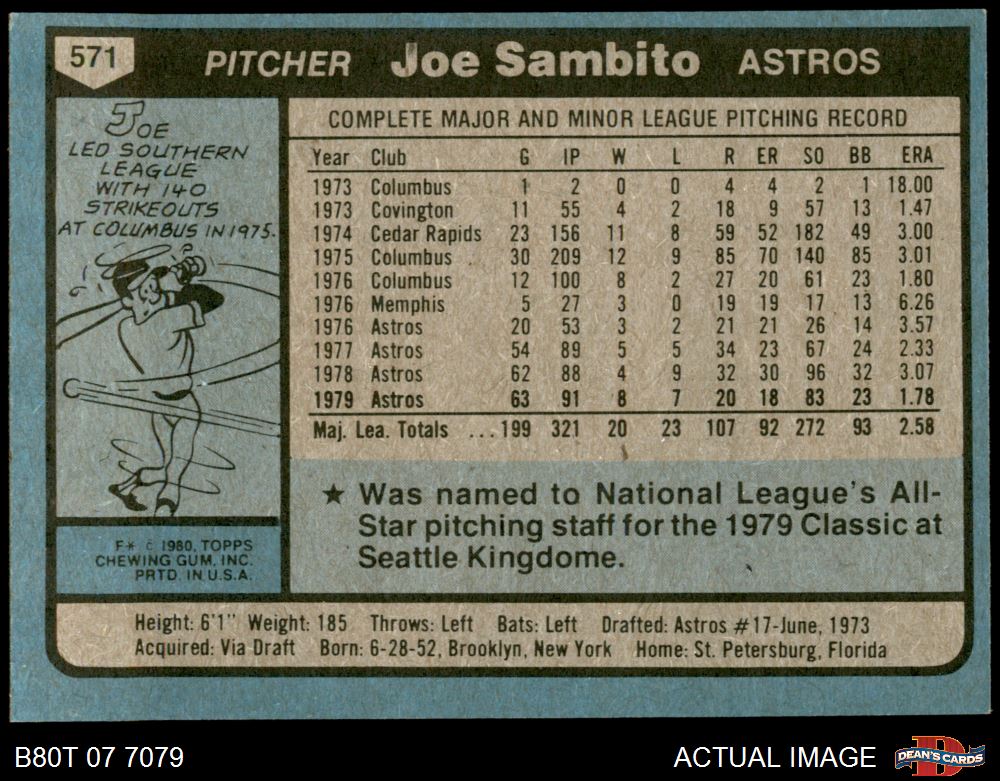 571 PITCHER Joe Sambito ASTROS
JOE
LED SOUTHERN
LEAGUE
WITH 140
STRIKEOUTS
AT COLUMBUS IN 1975.
F* © 1980, TOPPS
CHEWING GUM, INC.
PRTD. IN U.S.A.
COMPLETE MAJOR AND MINOR LEAGUE PITCHING RECORD
Year Club G IP W L R ER SO BB ERA
1973 Columbus 1 2 0 0 4 4 2 1 18.00
1973 Covington 11 55 4 2 18 9 57 13 1.47
1974 Cedar Rapids 23 156 11 8 59 52 182 49 3.00
1975 Columbus 30 209 12 9 85 70 140 85 3.01
1976 Columbus 12 100 8 2 27 20 61 23 1.80
1976 Memphis 5 27 3 0 19 19 17 13 6.26
1976 Astros 20 53 3 2 21 21 26 14 3.57
1977 Astros 54 89 5 5 34 23 67 24 2.33
1978 Astros 62 88 4 9 32 30 96 32 3.07
1979 Astros 63 91 8 7 20 18 83 23 1.78
Maj. Lea. Totals ...199 321 20 23 107 92 272 93 2.58
★ Was named to National League's All-
Star pitching staff for the 1979 Classic at
Seattle Kingdome.
Height: 6'1" Weight: 185 Throws: Left Bats: Left Drafted: Astros #17-June, 1973
Acquired: Via Draft Born: 6-28-52, Brooklyn, New York Home: St. Petersburg, Florida
B80T 07 7079 ACTUAL IMAGE DEAN'S CARDS